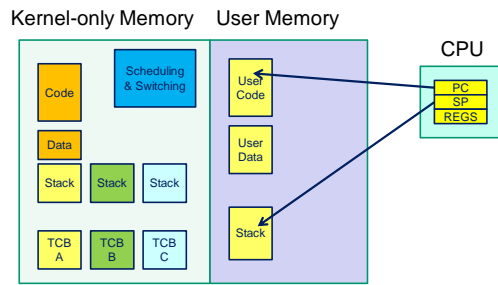 Kernel-only Memory
User Memory
CPU
Scheduling
& Switching
Code
Data
Stack
Stack
Stack
TCB
A
TCB
B
TCB
C
User
Code
User
Data
Stack
PC
SP
REGS